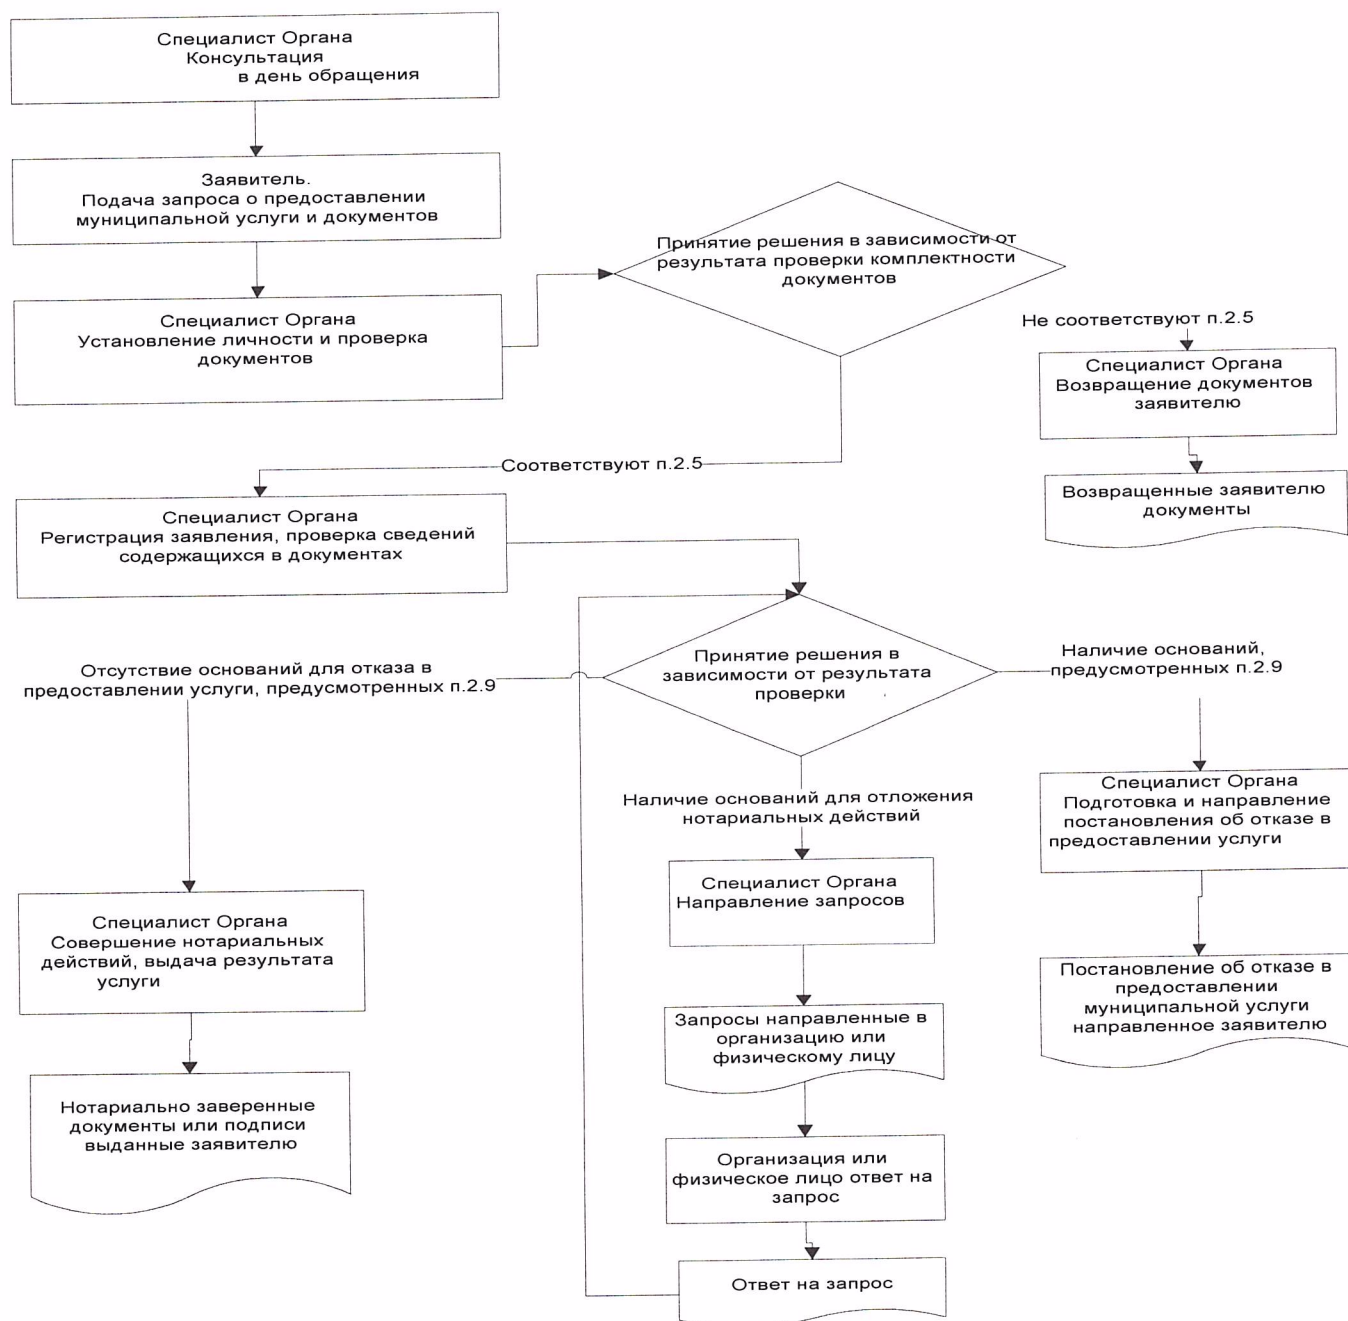 Специалист Органа
Консультация
в день обращения
Заявитель.
Подача запроса о предоставлении
муниципальной услуги и документов
Специалист Органа
Установление личности и проверка
документов
Принятие решения в зависимости от
результата проверки комплектности
документов
Не соответствуют п.2.5
Специалист Органа
Возвращение документов
заявителю
Возвращенные заявителю
документы
Соответствуют п.2.5
Специалист Органа
Регистрация заявления, проверка сведений
содержащихся в документах
Принятие решения в
зависимости от результата
проверки
Отсутствие оснований для отказа в
предоставлении услуги, предусмотренных п.2.9
Наличие оснований,
предусмотренных п.2.9
Наличие оснований для отложения
нотариальных действий
Специалист Органа
Подготовка и направление
постановления об отказе в
предоставлении услуги
Специалист Органа
Направление запросов
Специалист Органа
Совершение нотариальных
действий, выдача результата
услуги
Постановление об отказе в
предоставлении
муниципальной услуги
направленное заявителю
Запросы направленные в
организацию или
физическому лицу
Нотариально заверенные
документы или подписи
выданные заявителю
Организация или
физическое лицо ответ на
запрос
Ответ на запрос